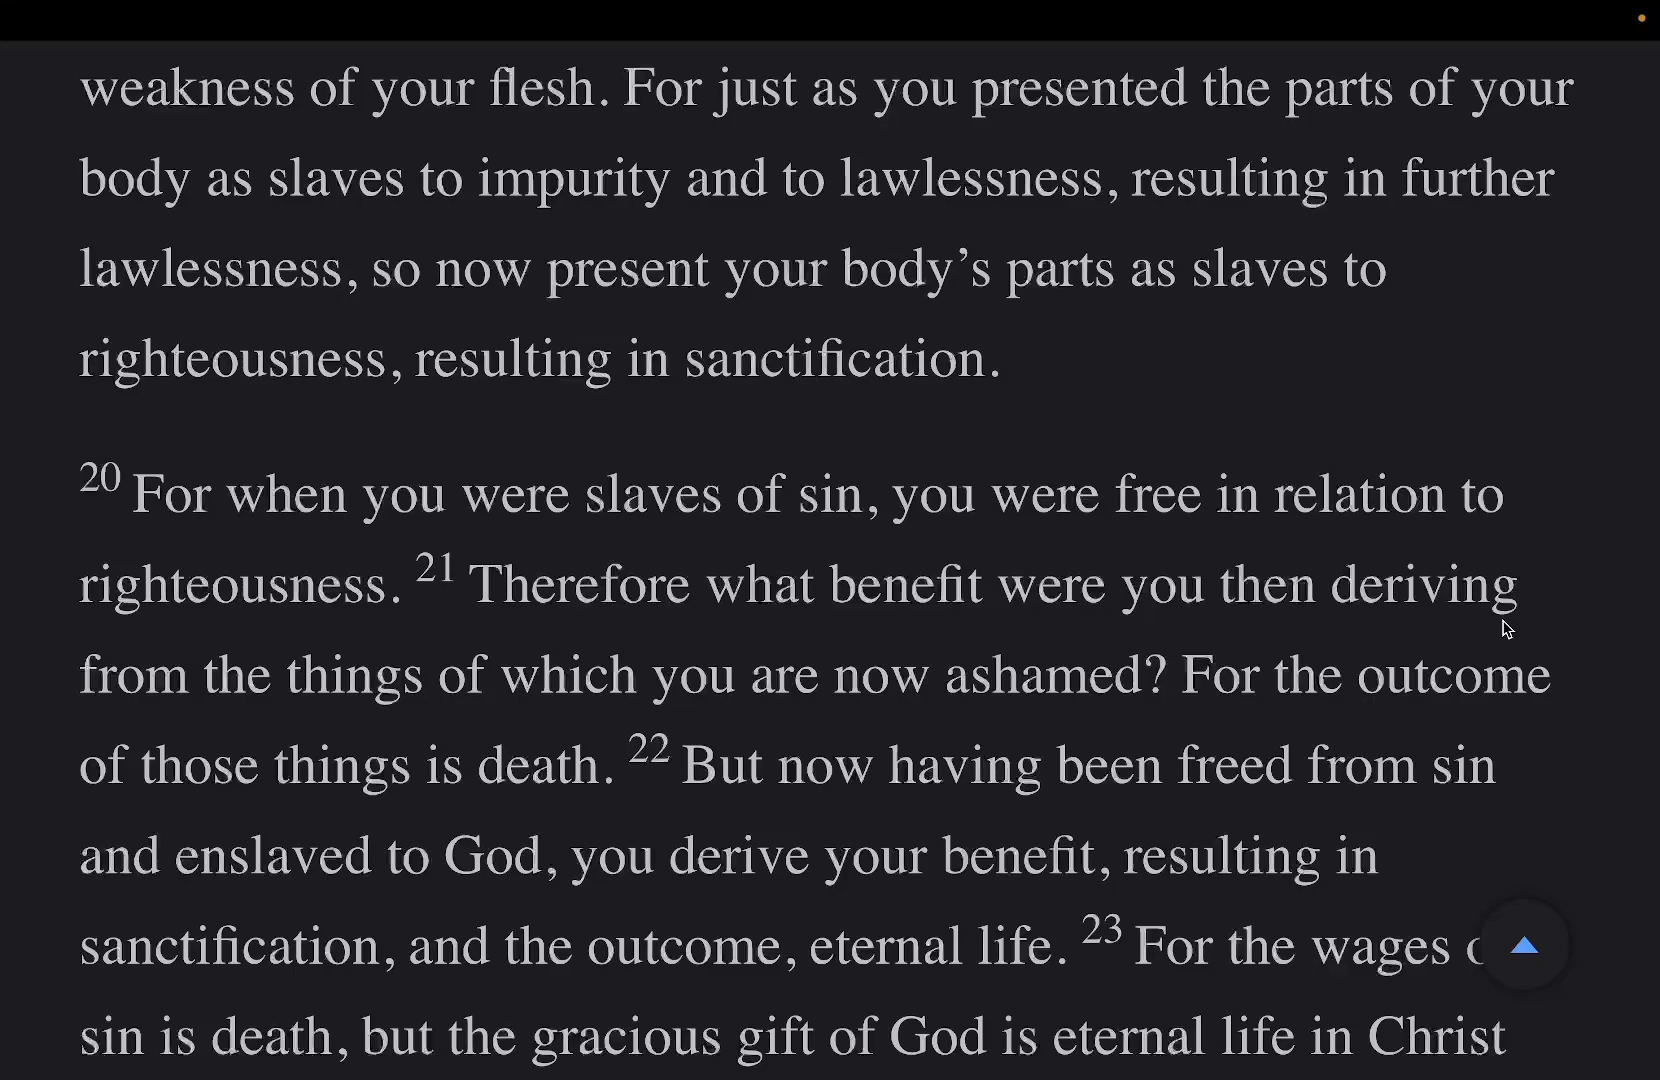 weakness of your flesh. For just as you presented the parts of your
body as slaves to impurity and to lawlessness, resulting in further
lawlessness, so now present your body’s parts as slaves to
righteousness, resulting in sanctification.
20 For when you were slaves of sin, you were free in relation to
righteousness. 21 Therefore what benefit were you then deriving
from the things of which you are now ashamed? For the outcome
of those things is death. 22 But now having been freed from sin
and enslaved to God, you derive your benefit, resulting in
sanctification, and the outcome, eternal life. 23 For the wages
sin is death, but the gracious gift of God is eternal life in Christ